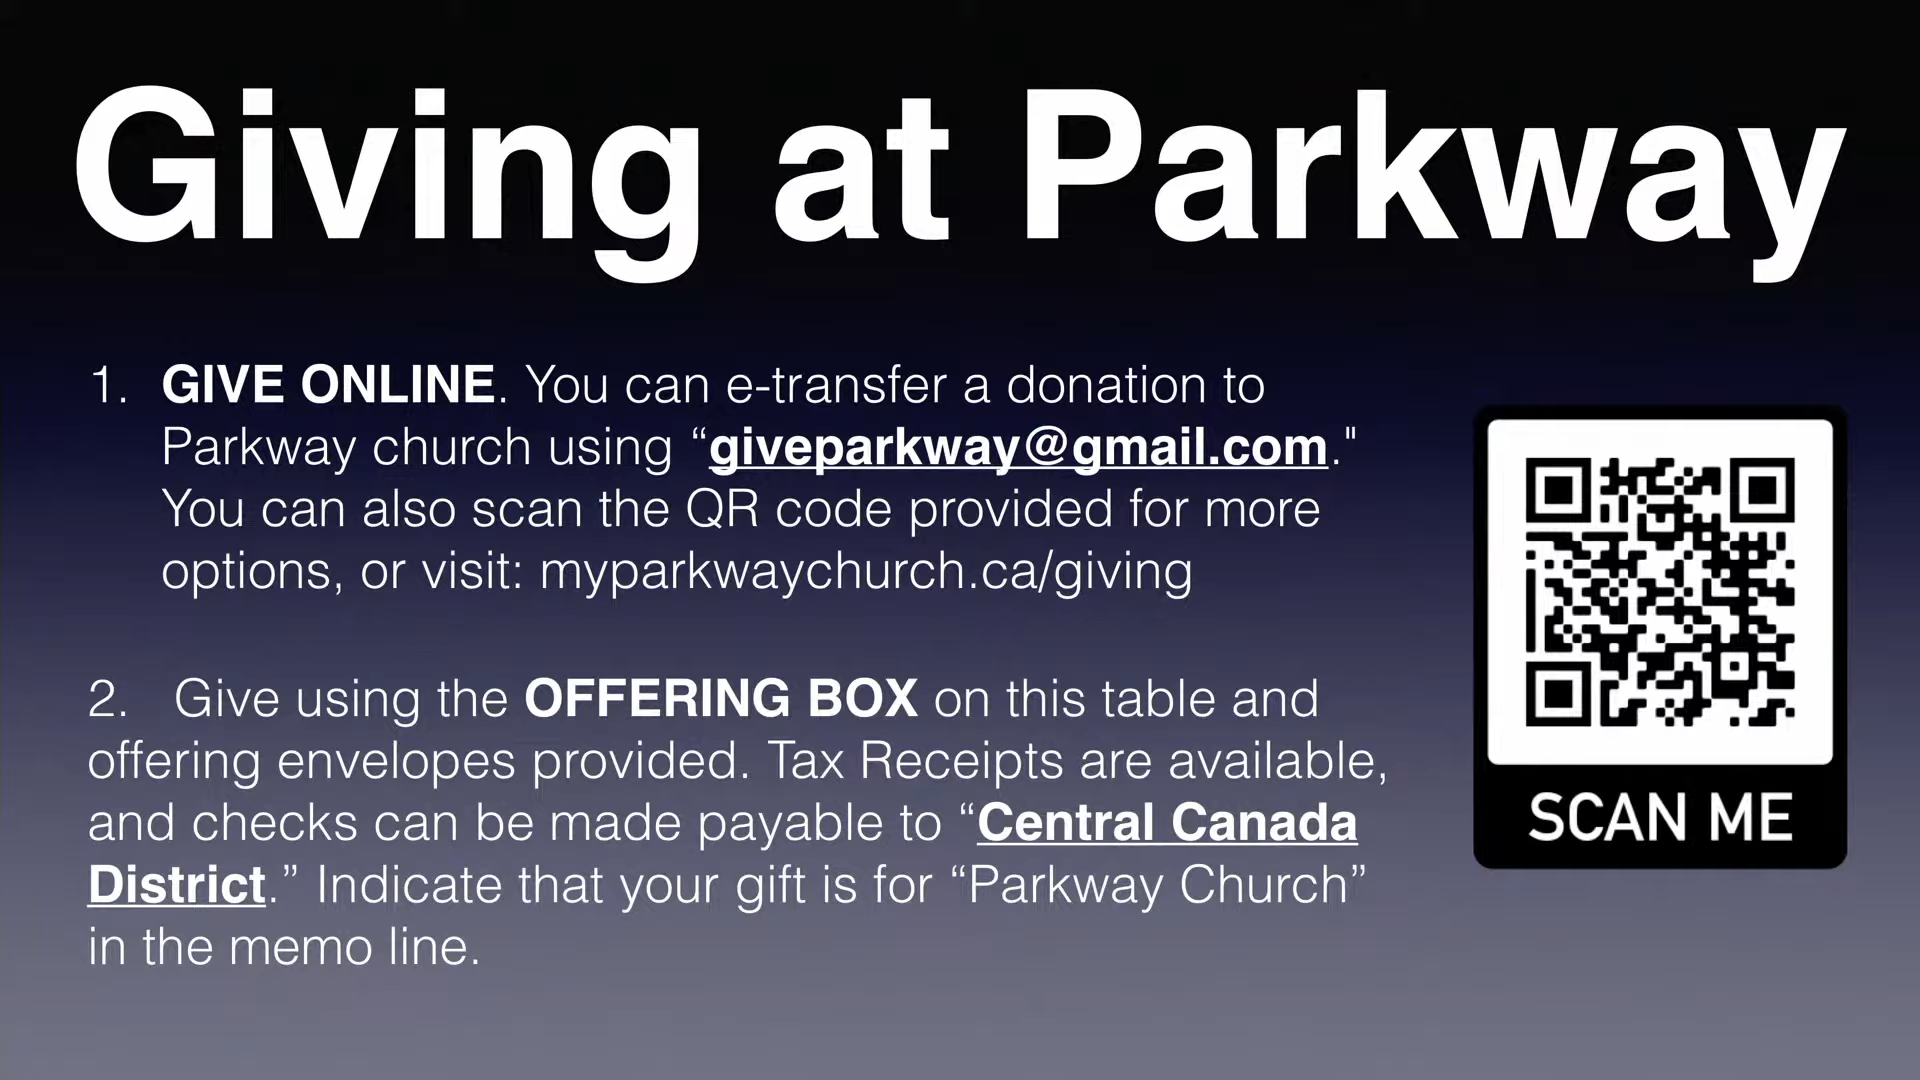 Giving at Parkway
1. GIVE ONLINE. You can e-transfer a donation to
Parkway church using “giveparkway@gmail.com."
You can also scan the QR code provided for more
options, or visit: myparkwaychurch.ca/giving
2. Give using the OFFERING BOX on this table and
offering envelopes provided. Tax Receipts are available,
and checks can be made payable to “Central Canada
District.” Indicate that your gift is for “Parkway Church”
in the memo line.
SCAN ME